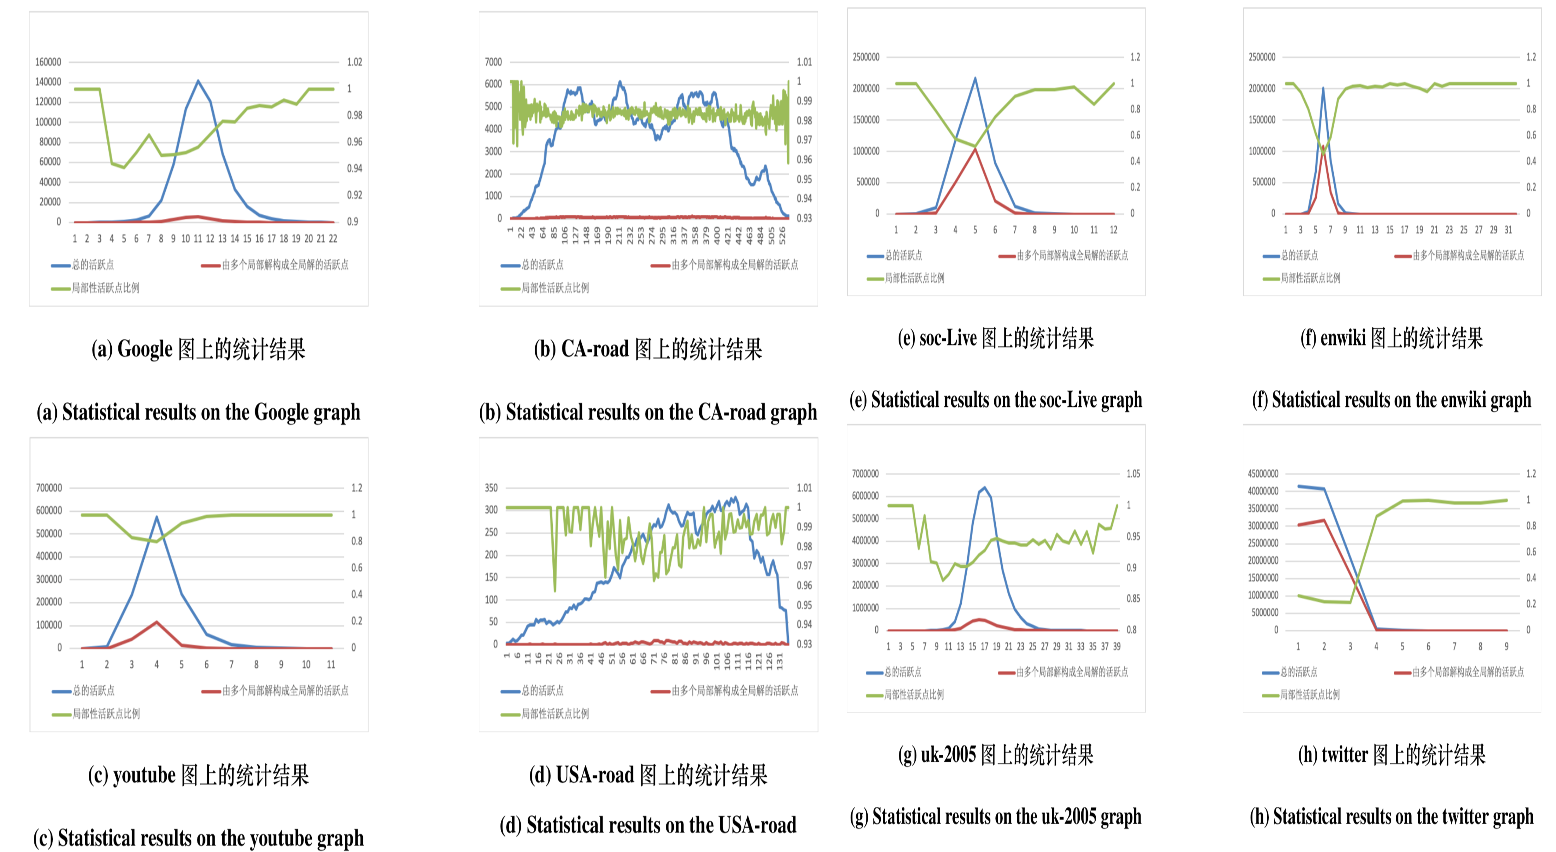 160000 1.02
140000 1
120000
100000 0.98
80000 0.96
60000 0.94
40000
20000 0.92
0 0.9
1 2 3 4 5 6 7 8 9 10 11 12 13 14 15 16 17 18 19 20 21 22
总的活跃点 由多个局部解构成全局解的活跃点
局部性活跃点比例
(a) Google 图上的统计结果
(a) Statistical results on the Google graph
7000 1.01
6000 1
5000 0.99
4000 0.98
0.97
3000 0.96
2000 0.95
1000 0.94
0 0.93
1 22 43 64 85 106 127 148 169 190 211 232 253 274 295 316 337 358 379 400 421 442 463 484 505 526
总的活跃点 由多个局部解构成全局解的活跃点
局部性活跃点比例
(b) CA-road 图上的统计结果
(b) Statistical results on the CA-road graph
2500000 1.2
2000000 1
1500000 0.8
0.6
1000000 0.4
500000 0.2
0 0
1 2 3 4 5 6 7 8 9 10 11 12
总的活跃点 由多个局部解构成全局解的活跃点
局部性活跃点比例
(e) soc-Live 图上的统计结果
(e) Statistical results on the soc-Live graph
2500000 1.2
2000000 1
1500000 0.8
0.6
1000000 0.4
500000 0.2
0 0
1 3 5 7 9 11 13 15 17 19 21 23 25 27 29 31
总的活跃点 由多个局部解构成全局解的活跃点
局部性活跃点比例
(f) enwiki 图上的统计结果
(f) Statistical results on the enwiki graph
700000 1.2
600000 1
500000 0.8
400000
300000 0.6
200000 0.4
100000 0.2
0 0
1 2 3 4 5 6 7 8 9 10 11
总的活跃点 由多个局部解构成全局解的活跃点
局部性活跃点比例
(c) youtube 图上的统计结果
(c) Statistical results on the youtube graph
350 1.01
300 1
250 0.99
200 0.98
0.97
150 0.96
100 0.95
50 0.94
0 0.93
1 6 11 16 21 26 31 36 41 46 51 56 61 66 71 76 81 86 91 96 101 106 111 116 121 126 131
总的活跃点 由多个局部解构成全局解的活跃点
局部性活跃点比例
(d) USA-road 图上的统计结果
(d) Statistical results on the USA-road
7000000 1.05
6000000 1
5000000 0.95
4000000
3000000 0.9
2000000 0.85
1000000
0 0.8
1 3 5 7 9 11 13 15 17 19 21 23 25 27 29 31 33 35 37 39
总的活跃点 由多个局部解构成全局解的活跃点
局部性活跃点比例
(g) uk-2005 图上的统计结果
(g) Statistical results on the uk-2005 graph
45000000 1.2
40000000 1
35000000
30000000 0.8
25000000 0.6
20000000
15000000 0.4
10000000 0.2
5000000
0 0
1 2 3 4 5 6 7 8 9
总的活跃点 由多个局部解构成全局解的活跃点
局部性活跃点比例
(h) twitter 图上的统计结果
(h) Statistical results on the twitter graph